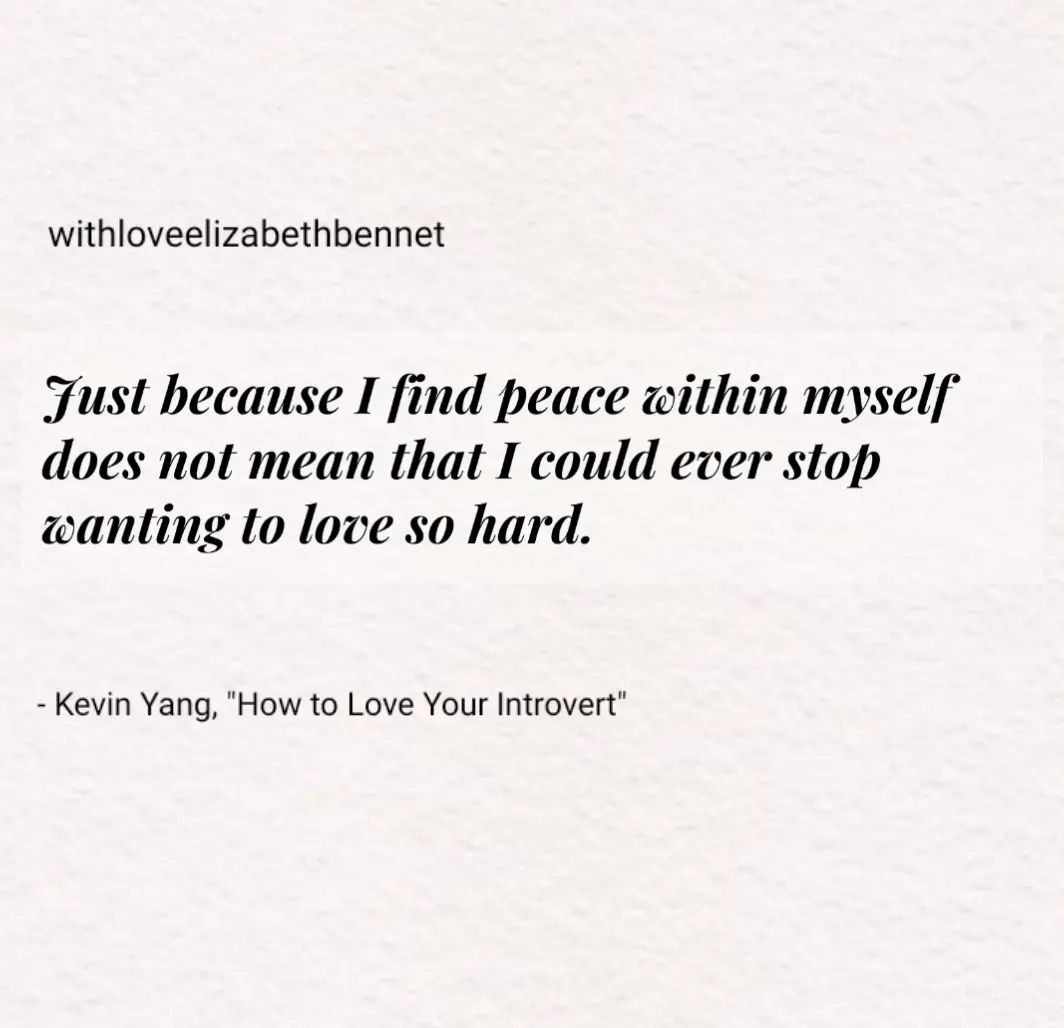 withloveelizabethbennet
Just because I find peace within myself
does not mean that I could ever stop
wanting to love so hard.
- Kevin Yang, "How to Love Your Introvert"